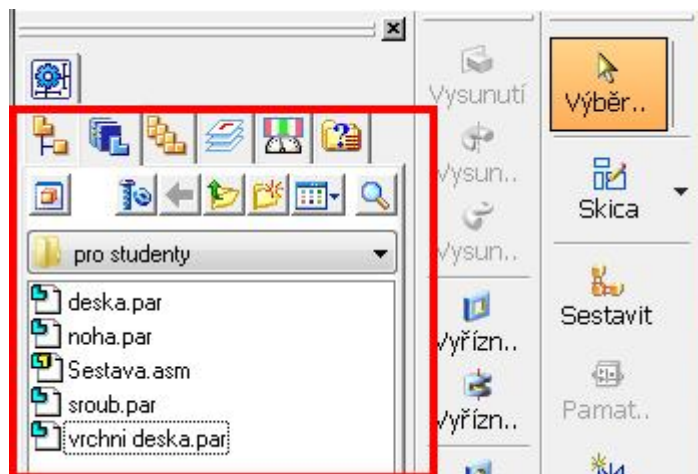 pro studenty
deska.par
noha.par
Sestava.asm
sroub.par
vrchni deska.par
Vysunutí
Vysun..
Vysun..
Vyřízn..
Vyřízn..
Výběr..
Skica
Sestavit
Pamat..